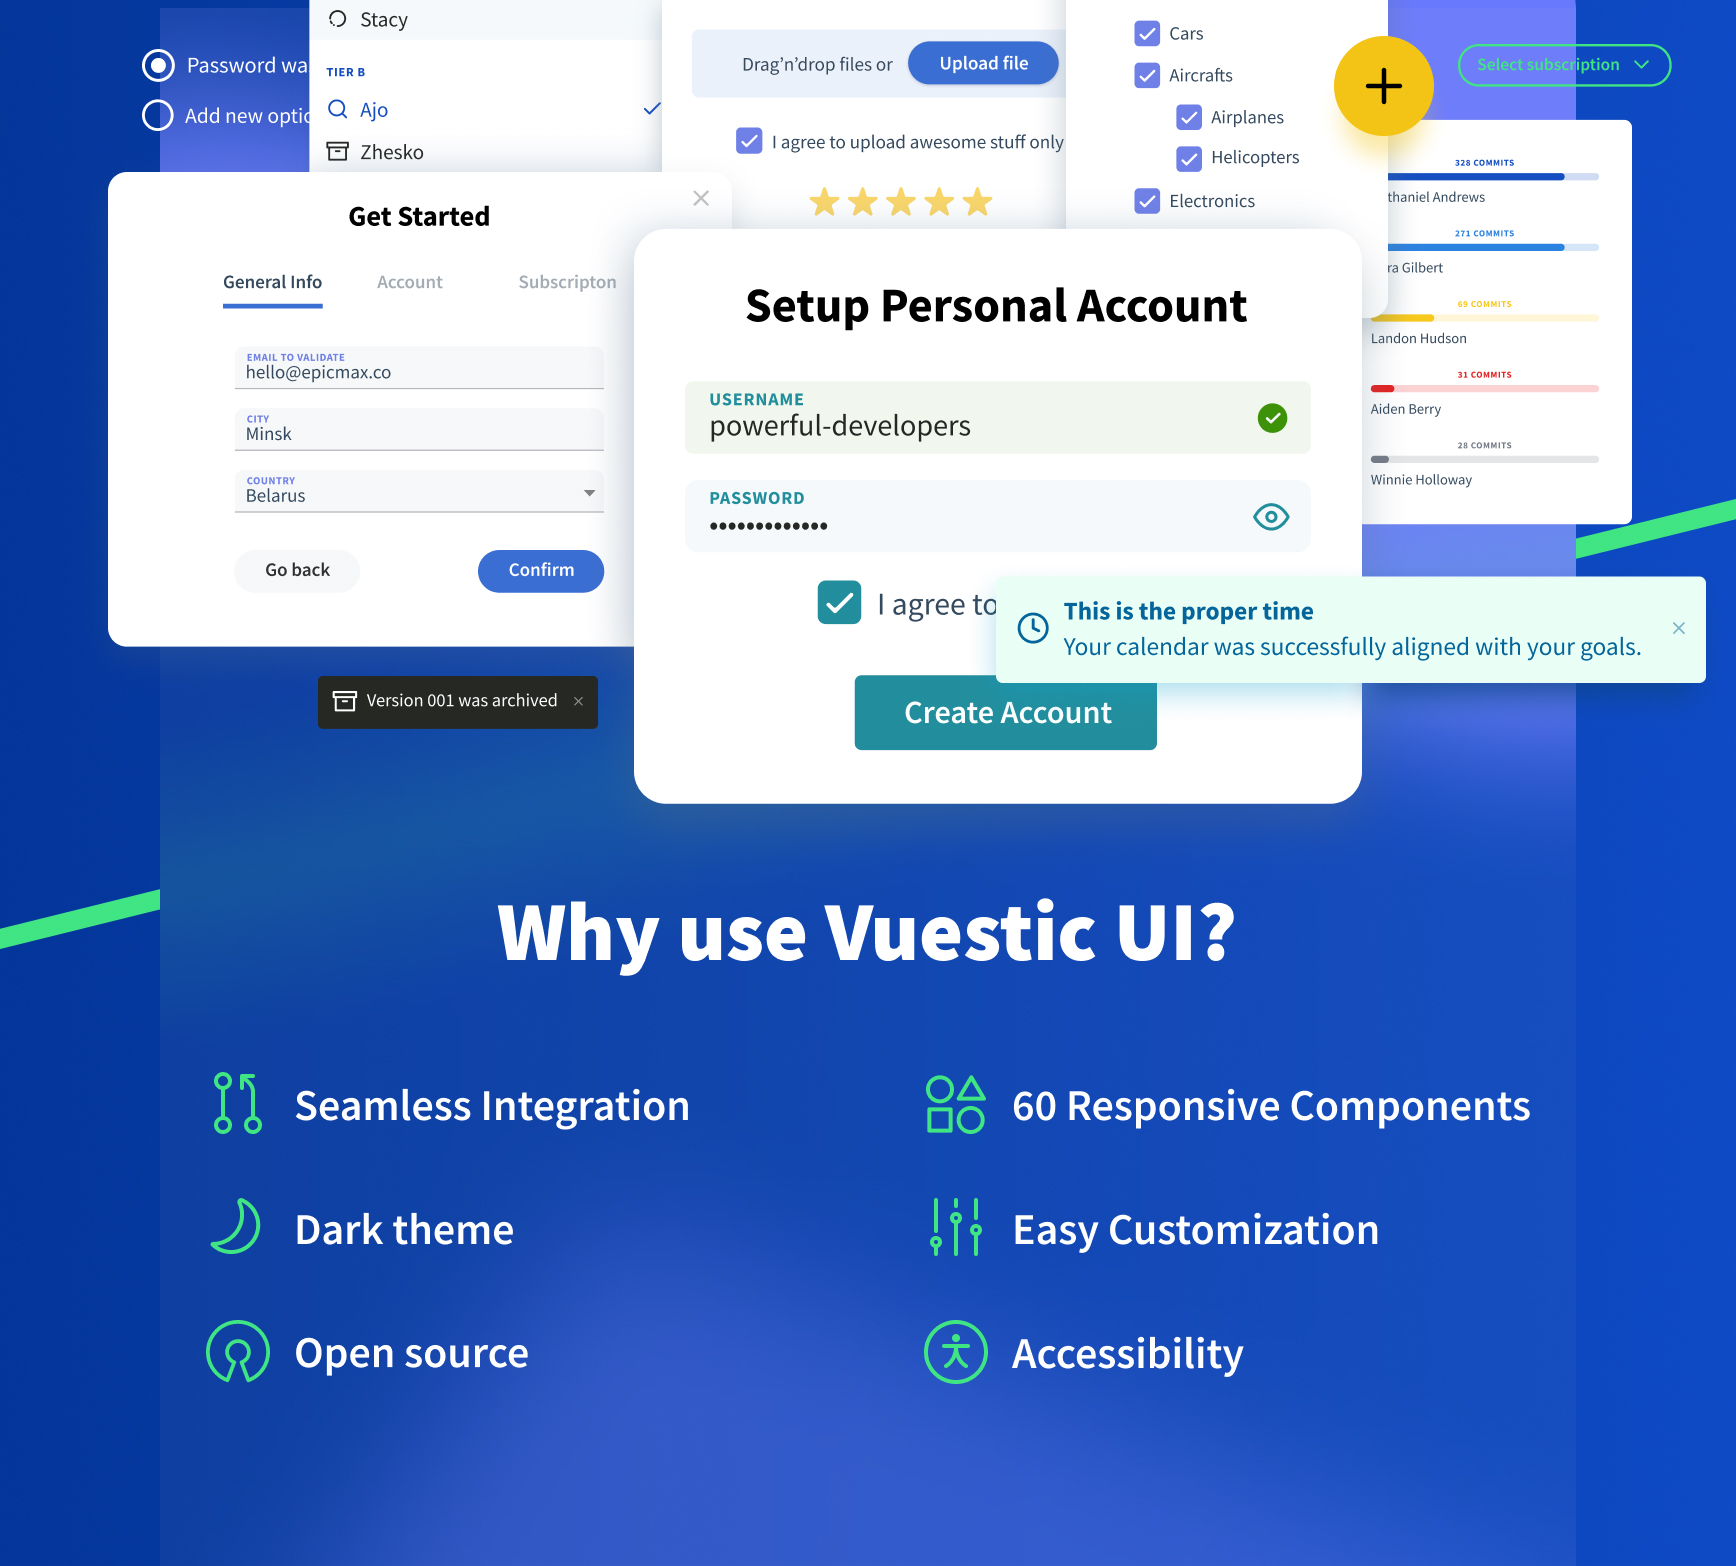 Stacy
Password wa
Add new optic
TIER B
Ajo
Zhesko
Drag'n'drop files or
Upload file
I agree to upload awesome stuff only
Cars
Aircrafts
Airplanes
Helicopters
Electronics
Select subscription
328 COMMITS
thaniel Andrews
271 COMMITS
ra Gilbert
69 COMMITS
Landon Hudson
31 COMMITS
Aiden Berry
28 COMMITS
Winnie Holloway
Get Started
General Info
Account
Subscripton
EMAIL TO VALIDATE
hello@epicmax.co
CITY
Minsk
COUNTRY
Belarus
Go back
Confirm
Setup Personal Account
USERNAME
powerful-developers
PASSWORD
•••••••••••••
I agree to
Create Account
This is the proper time
Your calendar was successfully aligned with your goals.
Version 001 was archived
Why use Vuestic UI?
Seamless Integration
60 Responsive Components
Dark theme
Easy Customization
Open source
Accessibility